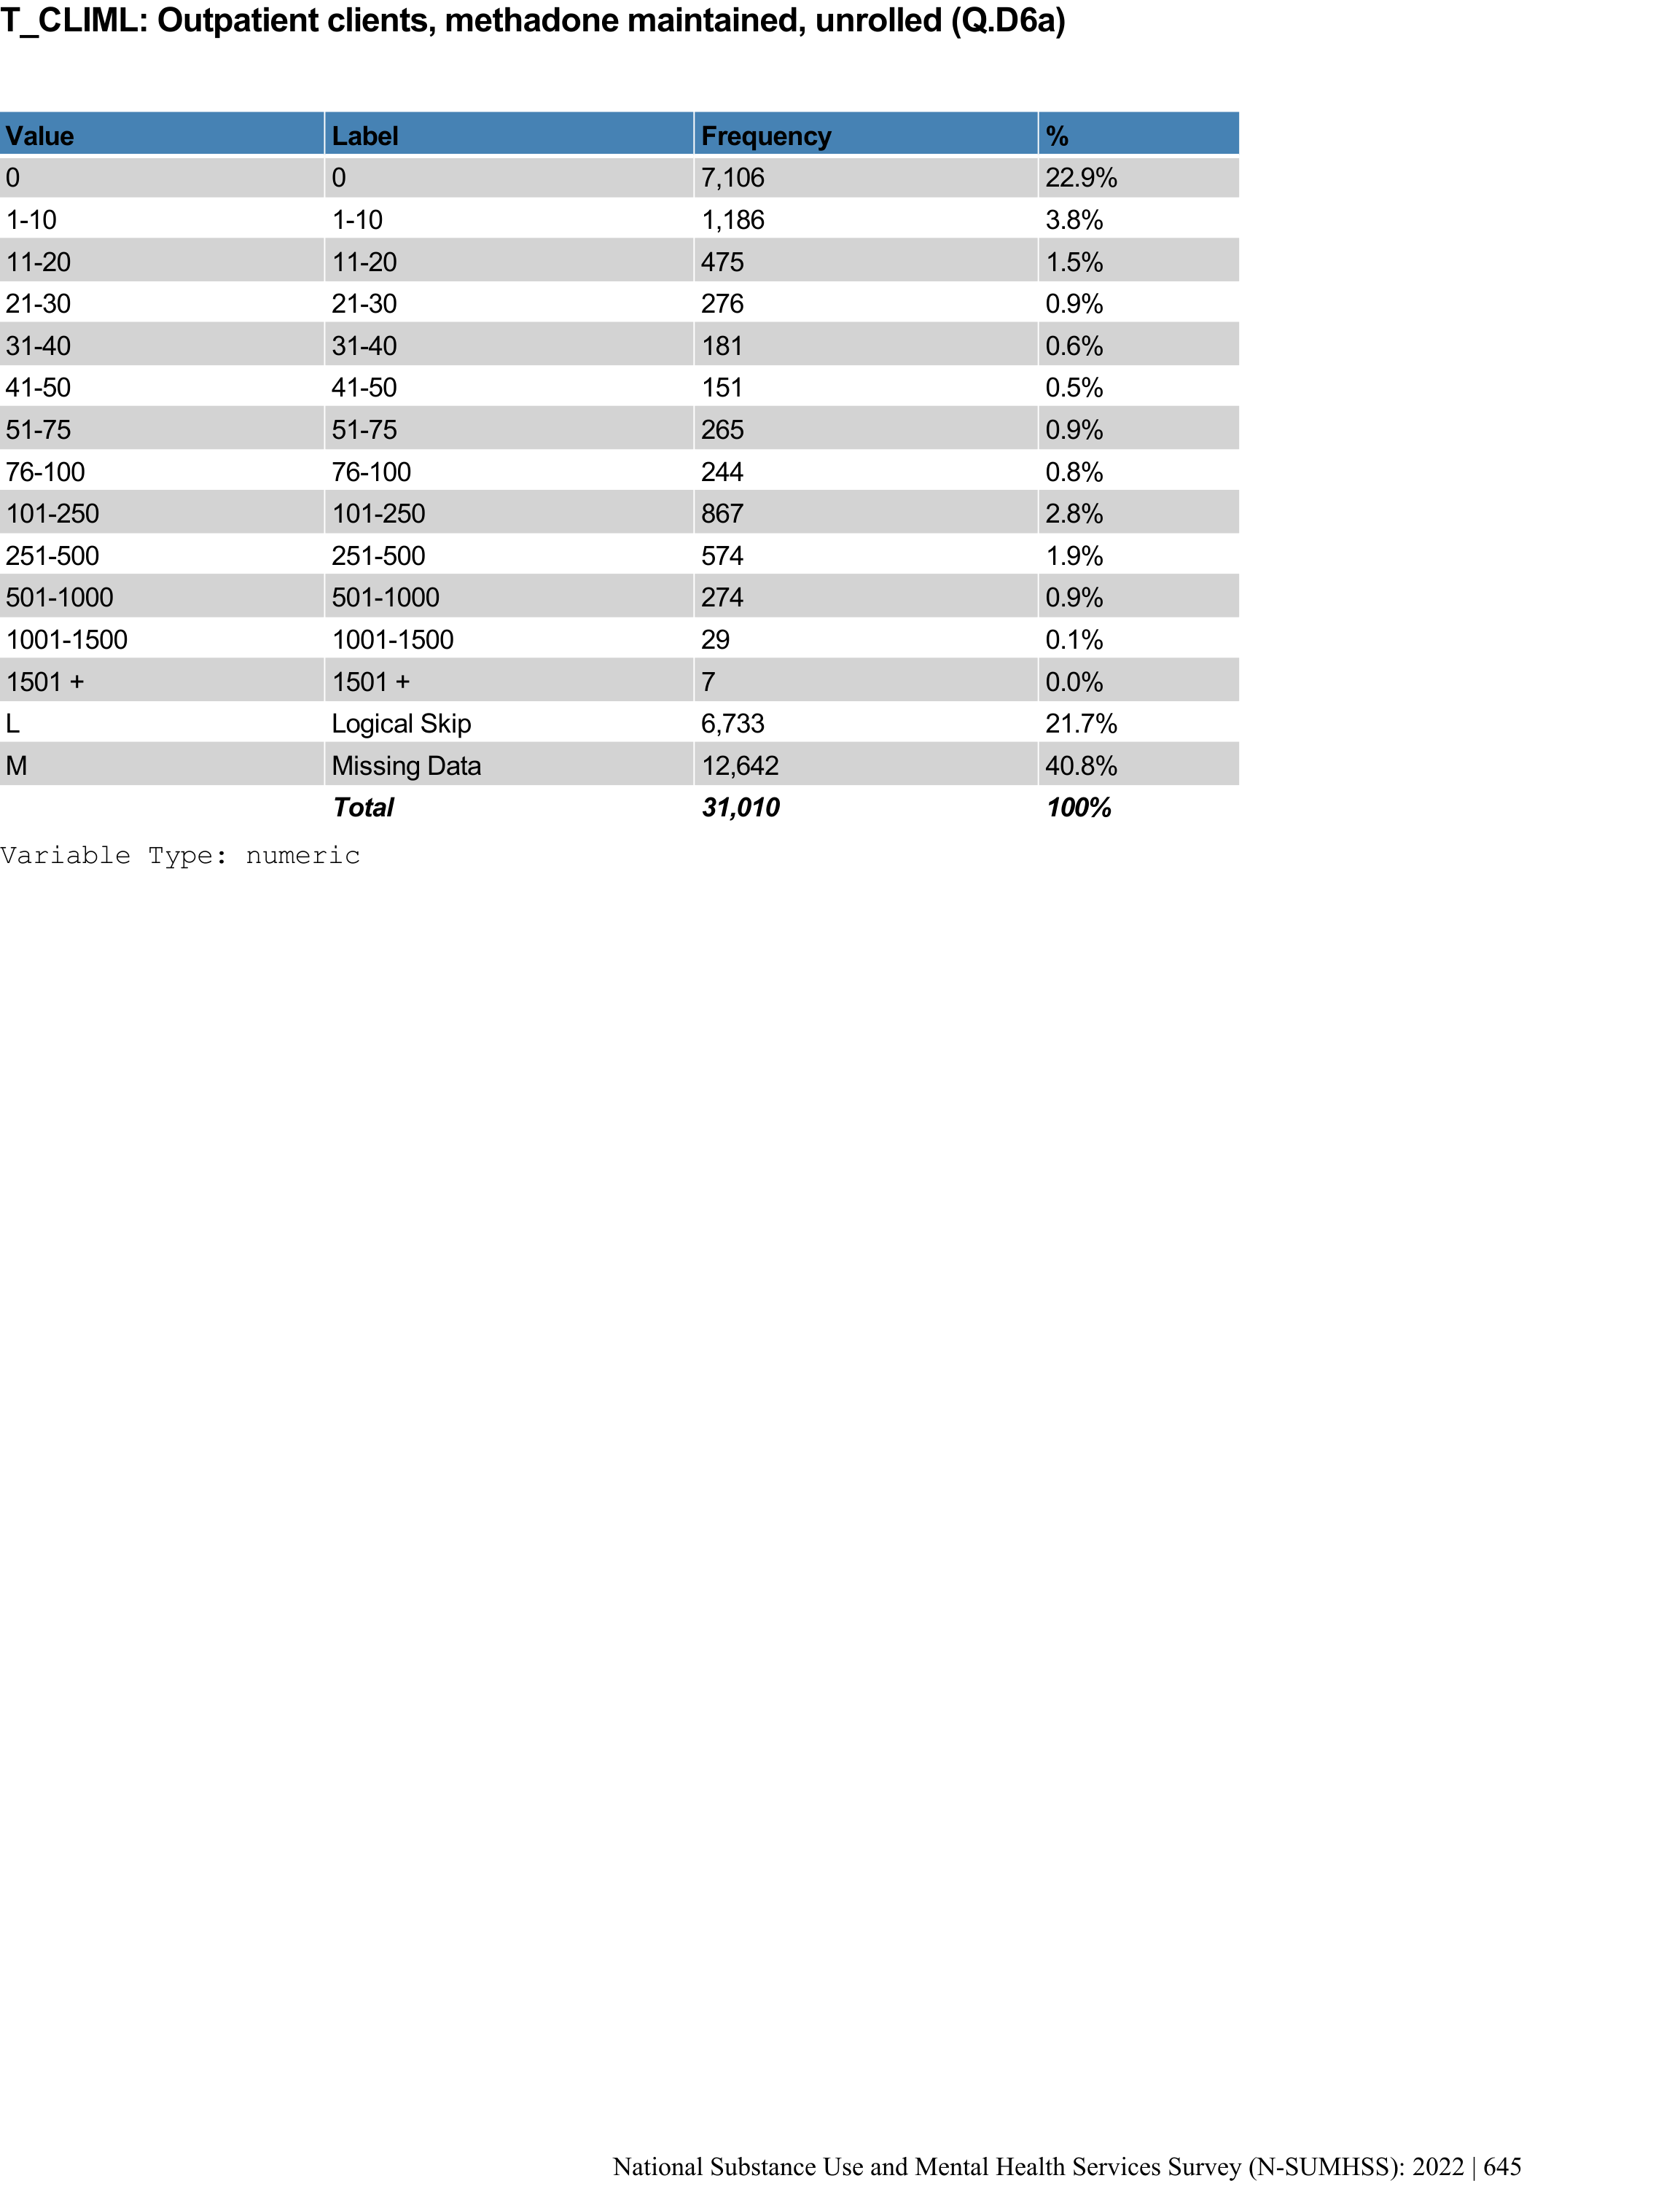 T_CLIML: Outpatient clients, methadone maintained, unrolled (Q.D6a)
Value Label Frequency %
0 0 7,106 22.9%
1-10 1-10 1,186 3.8%
11-20 11-20 475 1.5%
21-30 21-30 276 0.9%
31-40 31-40 181 0.6%
41-50 41-50 151 0.5%
51-75 51-75 265 0.9%
76-100 76-100 244 0.8%
101-250 101-250 867 2.8%
251-500 251-500 574 1.9%
501-1000 501-1000 274 0.9%
1001-1500 1001-1500 29 0.1%
1501 + 1501 + 7 0.0%
L Logical Skip 6,733 21.7%
M Missing Data 12,642 40.8%
Total 31,010 100%
Variable Type: numeric
National Substance Use and Mental Health Services Survey (N-SUMHSS): 2022 | 645